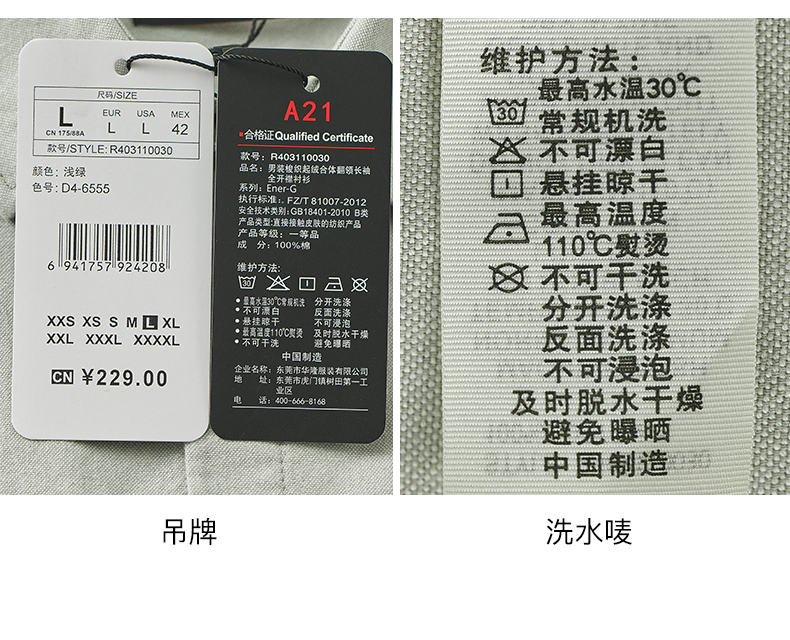 尺码/SIZE
L
CN 175/88A
EUR
L
USA
L
MEX
42
款号/STYLE: R403110030
颜色: 浅绿
色号: D4-6555
6 941757 924208
XXS XS S M L XL
XXL XXXL XXXXL
CN ¥229.00
A21
合格证Qualified Certificate
款号: R403110030
品名: 男装梭织起绒合体翻领长袖
全开襟衬衫
系列: Ener-G
执行标准: FZ/T 81007-2012
安全技术类别: GB18401-2010 B类
产品类型:直接接触皮肤的纺织产品
产品等级: 一等品
成 分: 100%棉
维护方法:
30
•最高水温30℃常规机洗 分开洗涤
•不可漂白 反面洗涤
•悬挂晾干 不可浸泡
•最高温度110℃熨烫 及时脱水干燥
•不可干洗 避免曝晒
中国制造
企业名称: 东莞市华隆服装有限公司
地 址: 东莞市虎门镇树田第一工
业区
电 话: 400-666-8168
维护方法:
最高水温30℃
30 常规机洗
不可漂白
悬挂晾干
最高温度
110℃熨烫
不可干洗
分开洗涤
反面洗涤
不可浸泡
及时脱水干燥
避免曝晒
中国制造
吊牌
洗水唛